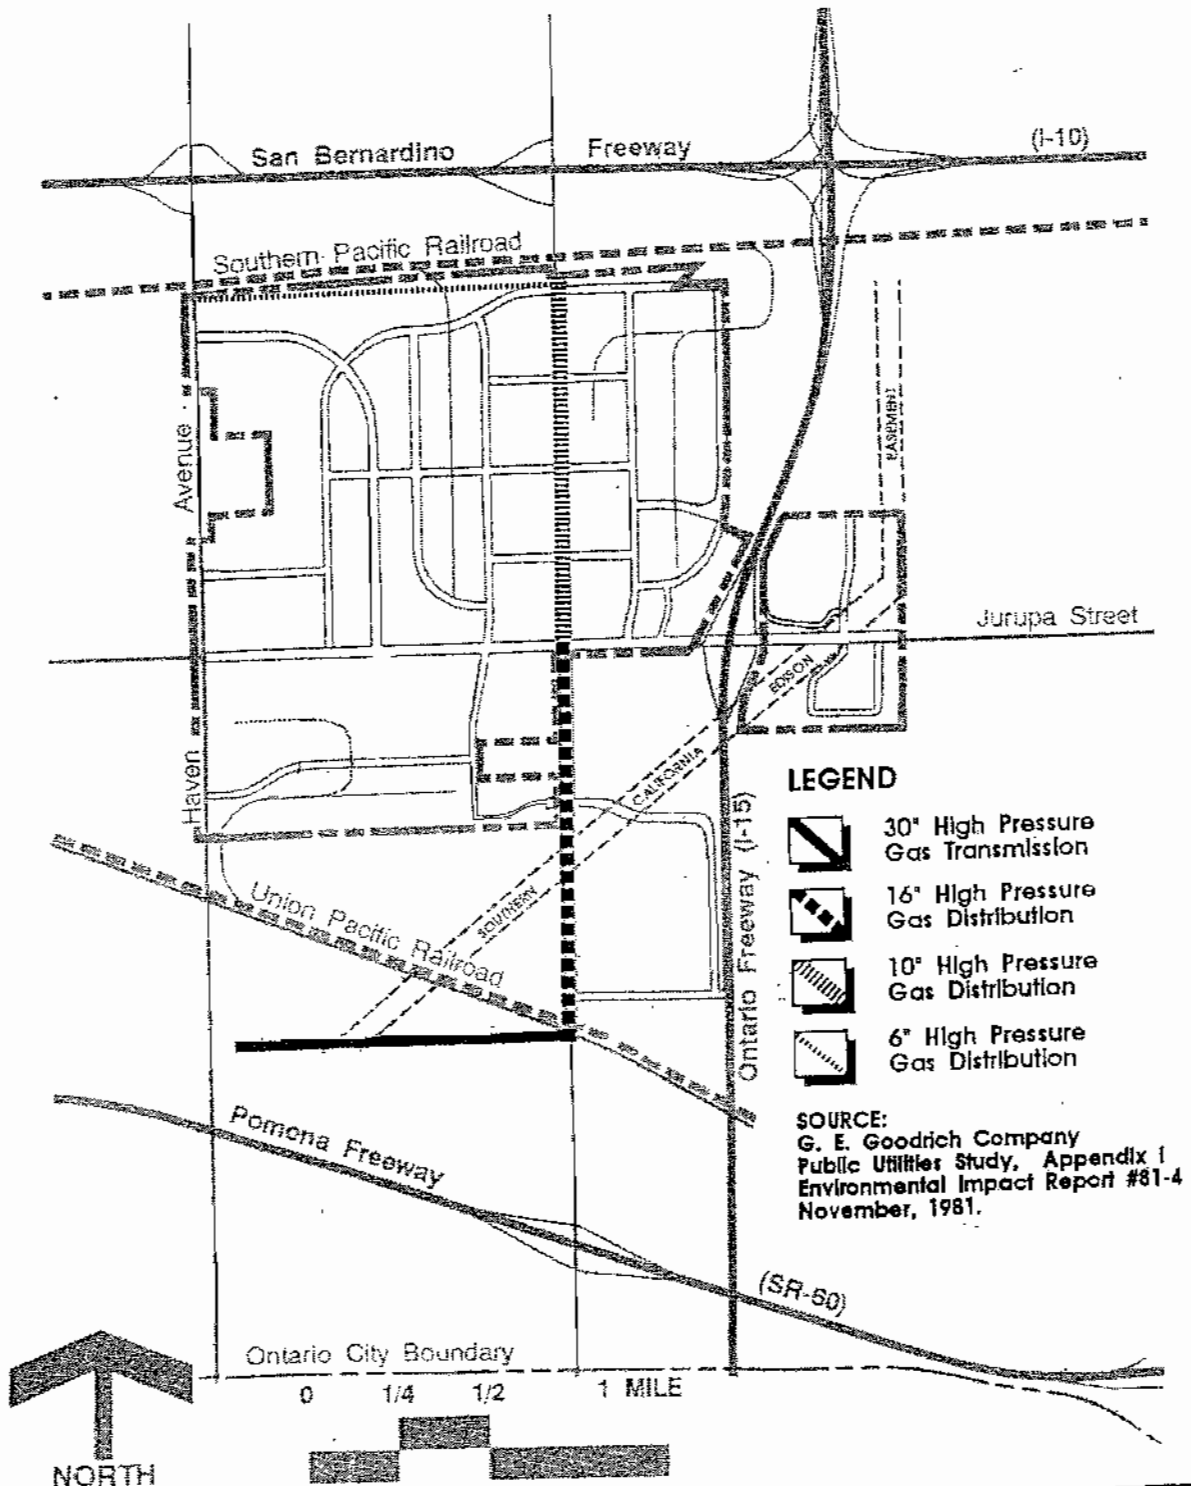 San Bernardino Freeway (I-10)
Southern Pacific Railroad
Avenue
EASEMENT
Jurupa Street
EDISON
CALIFORNIA
Haven
LEGEND
30" High Pressure
Gas Transmission
16" High Pressure
Gas Distribution
10" High Pressure
Gas Distribution
6" High Pressure
Gas Distribution
Union Pacific Railroad
SOUTHERN
Ontario Freeway (I-15)
SOURCE:
G. E. Goodrich Company
Public Utilities Study, Appendix 1
Environmental Impact Report #81-4
November, 1981.
Pomona Freeway
(SR-60)
Ontario City Boundary
0 1/4 1/2 1 MILE
NORTH